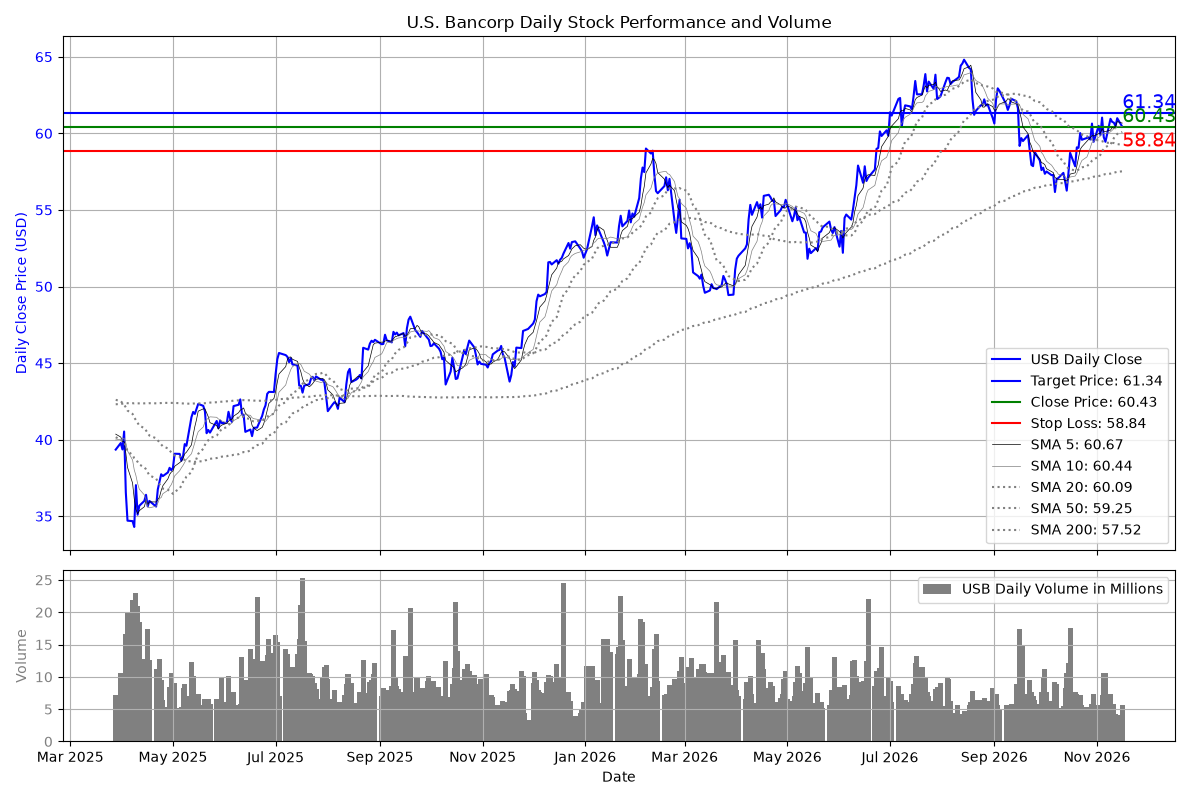 U.S. Bancorp Daily Stock Performance and Volume
65
60
55
50
45
40
35
Daily Close Price (USD)
61.34
60.43
58.84
USB Daily Close
Target Price: 61.34
Close Price: 60.43
Stop Loss: 58.84
SMA 5: 60.67
SMA 10: 60.44
SMA 20: 60.09
SMA 50: 59.25
SMA 200: 57.52
25
20
15
10
5
0
Volume
USB Daily Volume in Millions
Mar 2025 May 2025 Jul 2025 Sep 2025 Nov 2025 Jan 2026 Mar 2026 May 2026 Jul 2026 Sep 2026 Nov 2026
Date